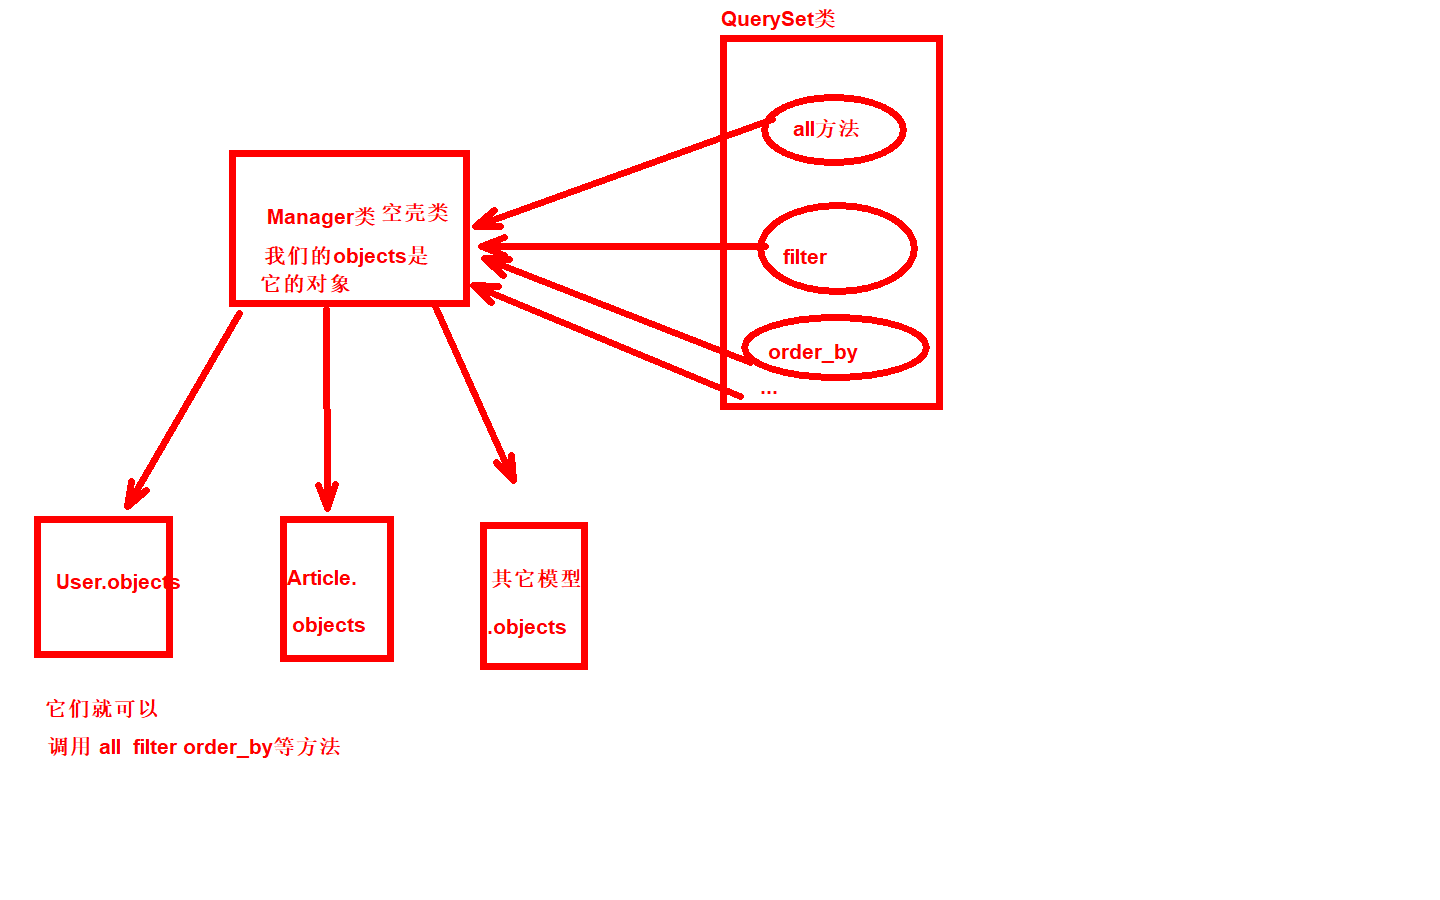 QuerySet类
all方法
Manager类 空壳类
filter
我们的objects是
它的对象
order_by
...
User.objects
Article.
objects
其它模型
.objects
它们就可以
调用 all filter order_by等方法